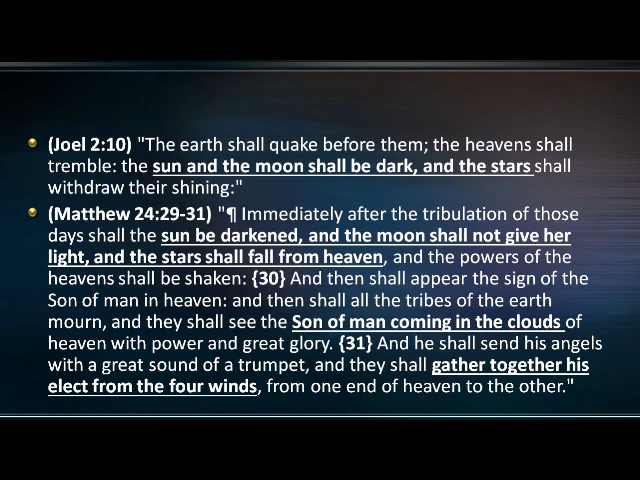 (Joel 2:10) "The earth shall quake before them; the heavens shall
tremble: the sun and the moon shall be dark, and the stars shall
withdraw their shining:"
(Matthew 24:29-31) "¶ Immediately after the tribulation of those
days shall the sun be darkened, and the moon shall not give her
light, and the stars shall fall from heaven, and the powers of the
heavens shall be shaken: {30} And then shall appear the sign of the
Son of man in heaven: and then shall all the tribes of the earth
mourn, and they shall see the Son of man coming in the clouds of
heaven with power and great glory. {31} And he shall send his angels
with a great sound of a trumpet, and they shall gather together his
elect from the four winds, from one end of heaven to the other."